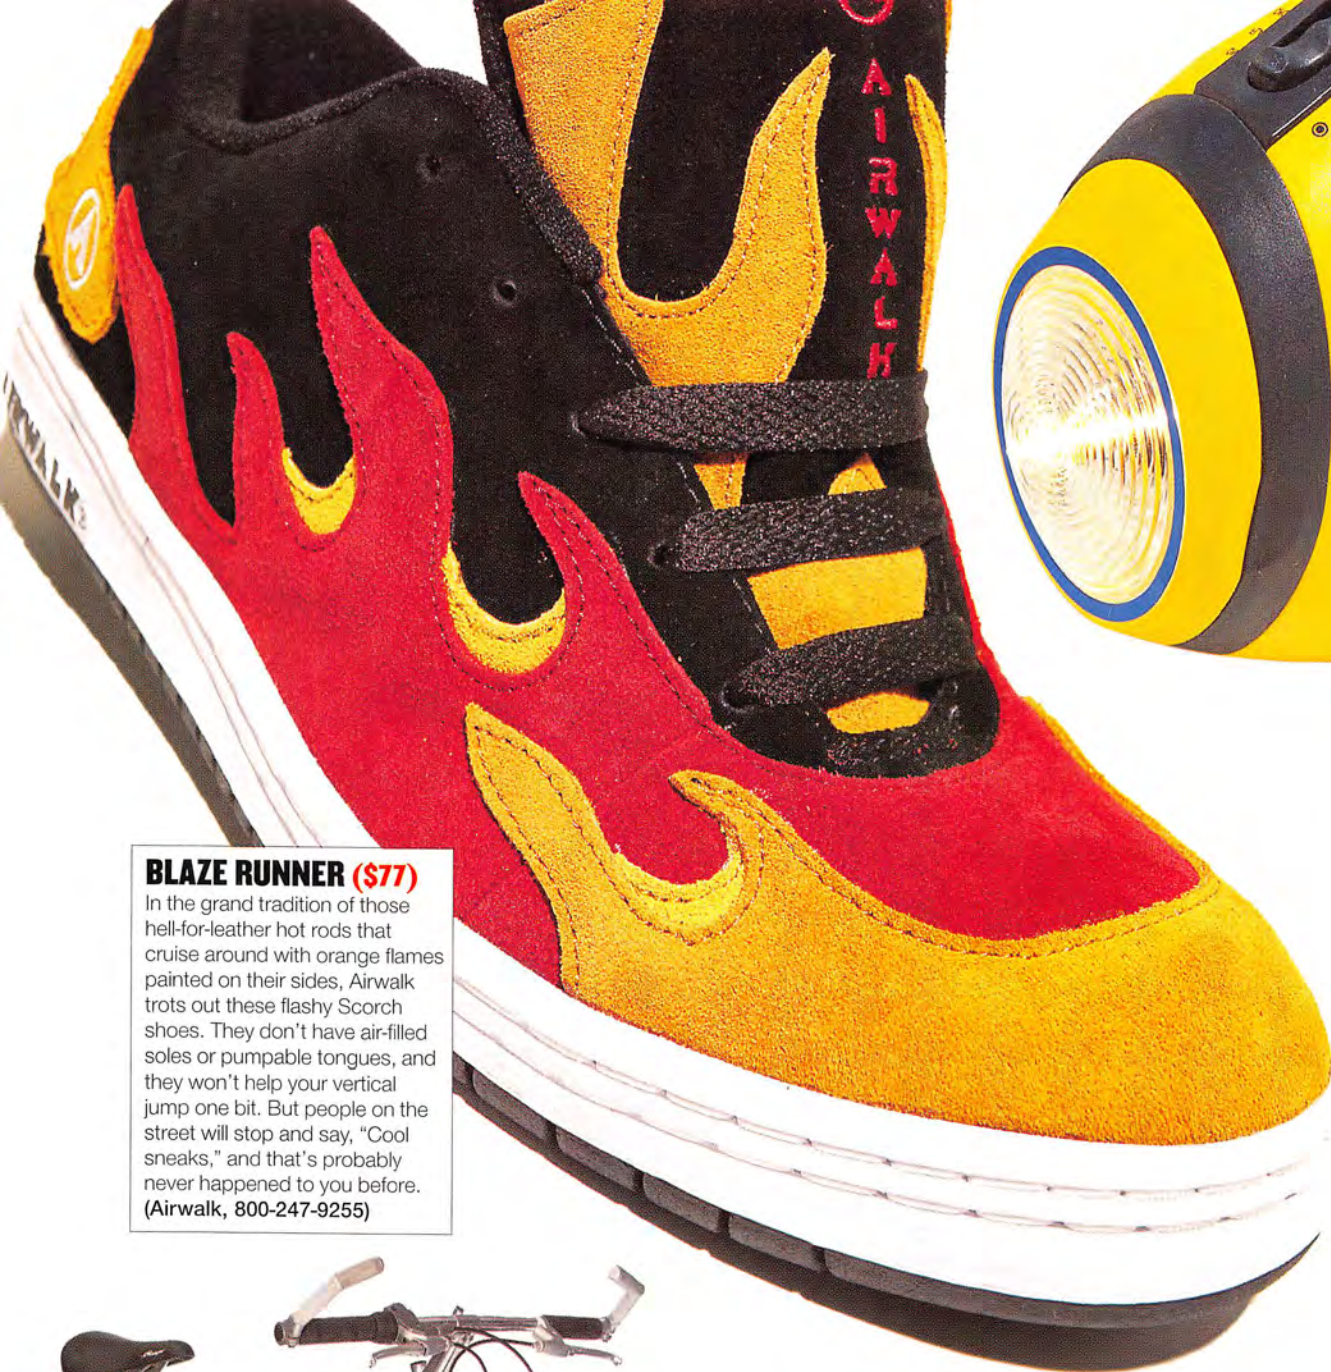 AIRWALK
RWALK®
BLAZE RUNNER ($77)
In the grand tradition of those
hell-for-leather hot rods that
cruise around with orange flames
painted on their sides, Airwalk
trots out these flashy Scorch
shoes. They don't have air-filled
soles or pumpable tongues, and
they won't help your vertical
jump one bit. But people on the
street will stop and say, “Cool
sneaks,” and that's probably
never happened to you before.
(Airwalk, 800-247-9255)